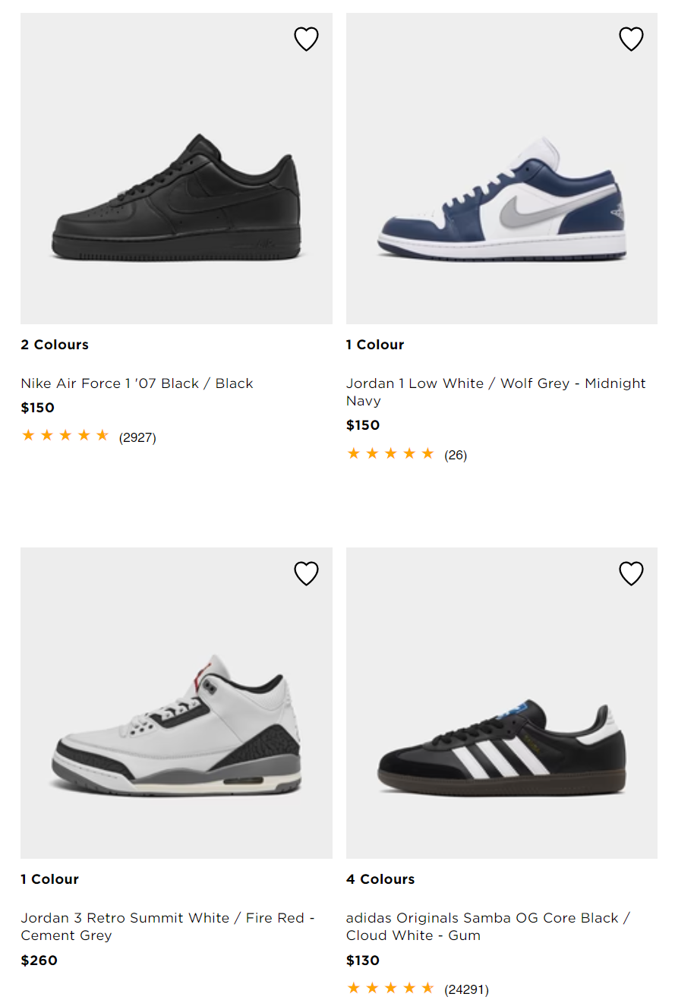 2 Colours
Nike Air Force 1 '07 Black / Black
$150
(2927)
1 Colour
Jordan 1 Low White / Wolf Grey - Midnight
Navy
$150
(26)
1 Colour
Jordan 3 Retro Summit White / Fire Red -
Cement Grey
$260
4 Colours
adidas Originals Samba OG Core Black /
Cloud White - Gum
$130
(24291)